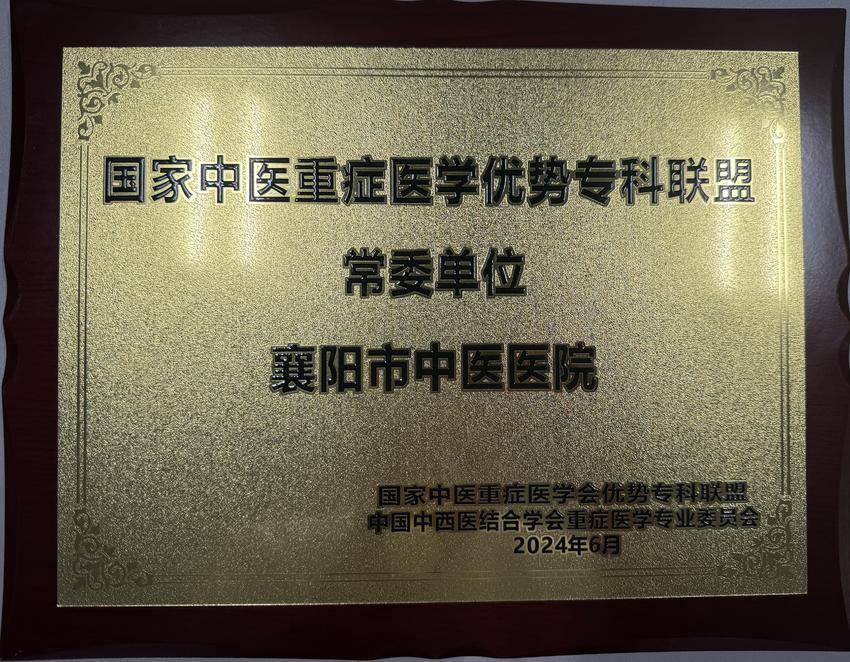 国家中医重症医学优势专科联盟
常委单位
襄阳市中医医院
国家中医重症医学会优势专科联盟
中国中西医结合学会重症医学专业委员会
2024年6月